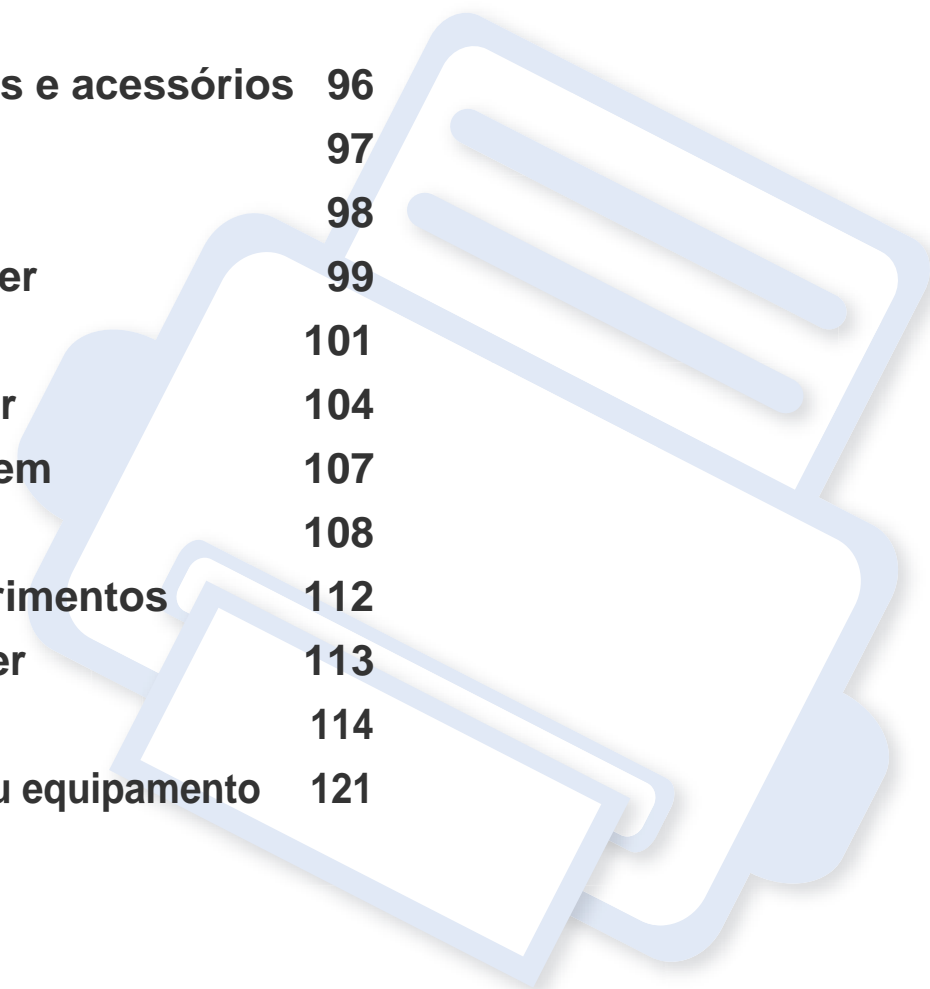 s e acessórios 96
97
98
er 99
101
r 104
em 107
108
rimentos 112
er 113
114
u equipamento 121